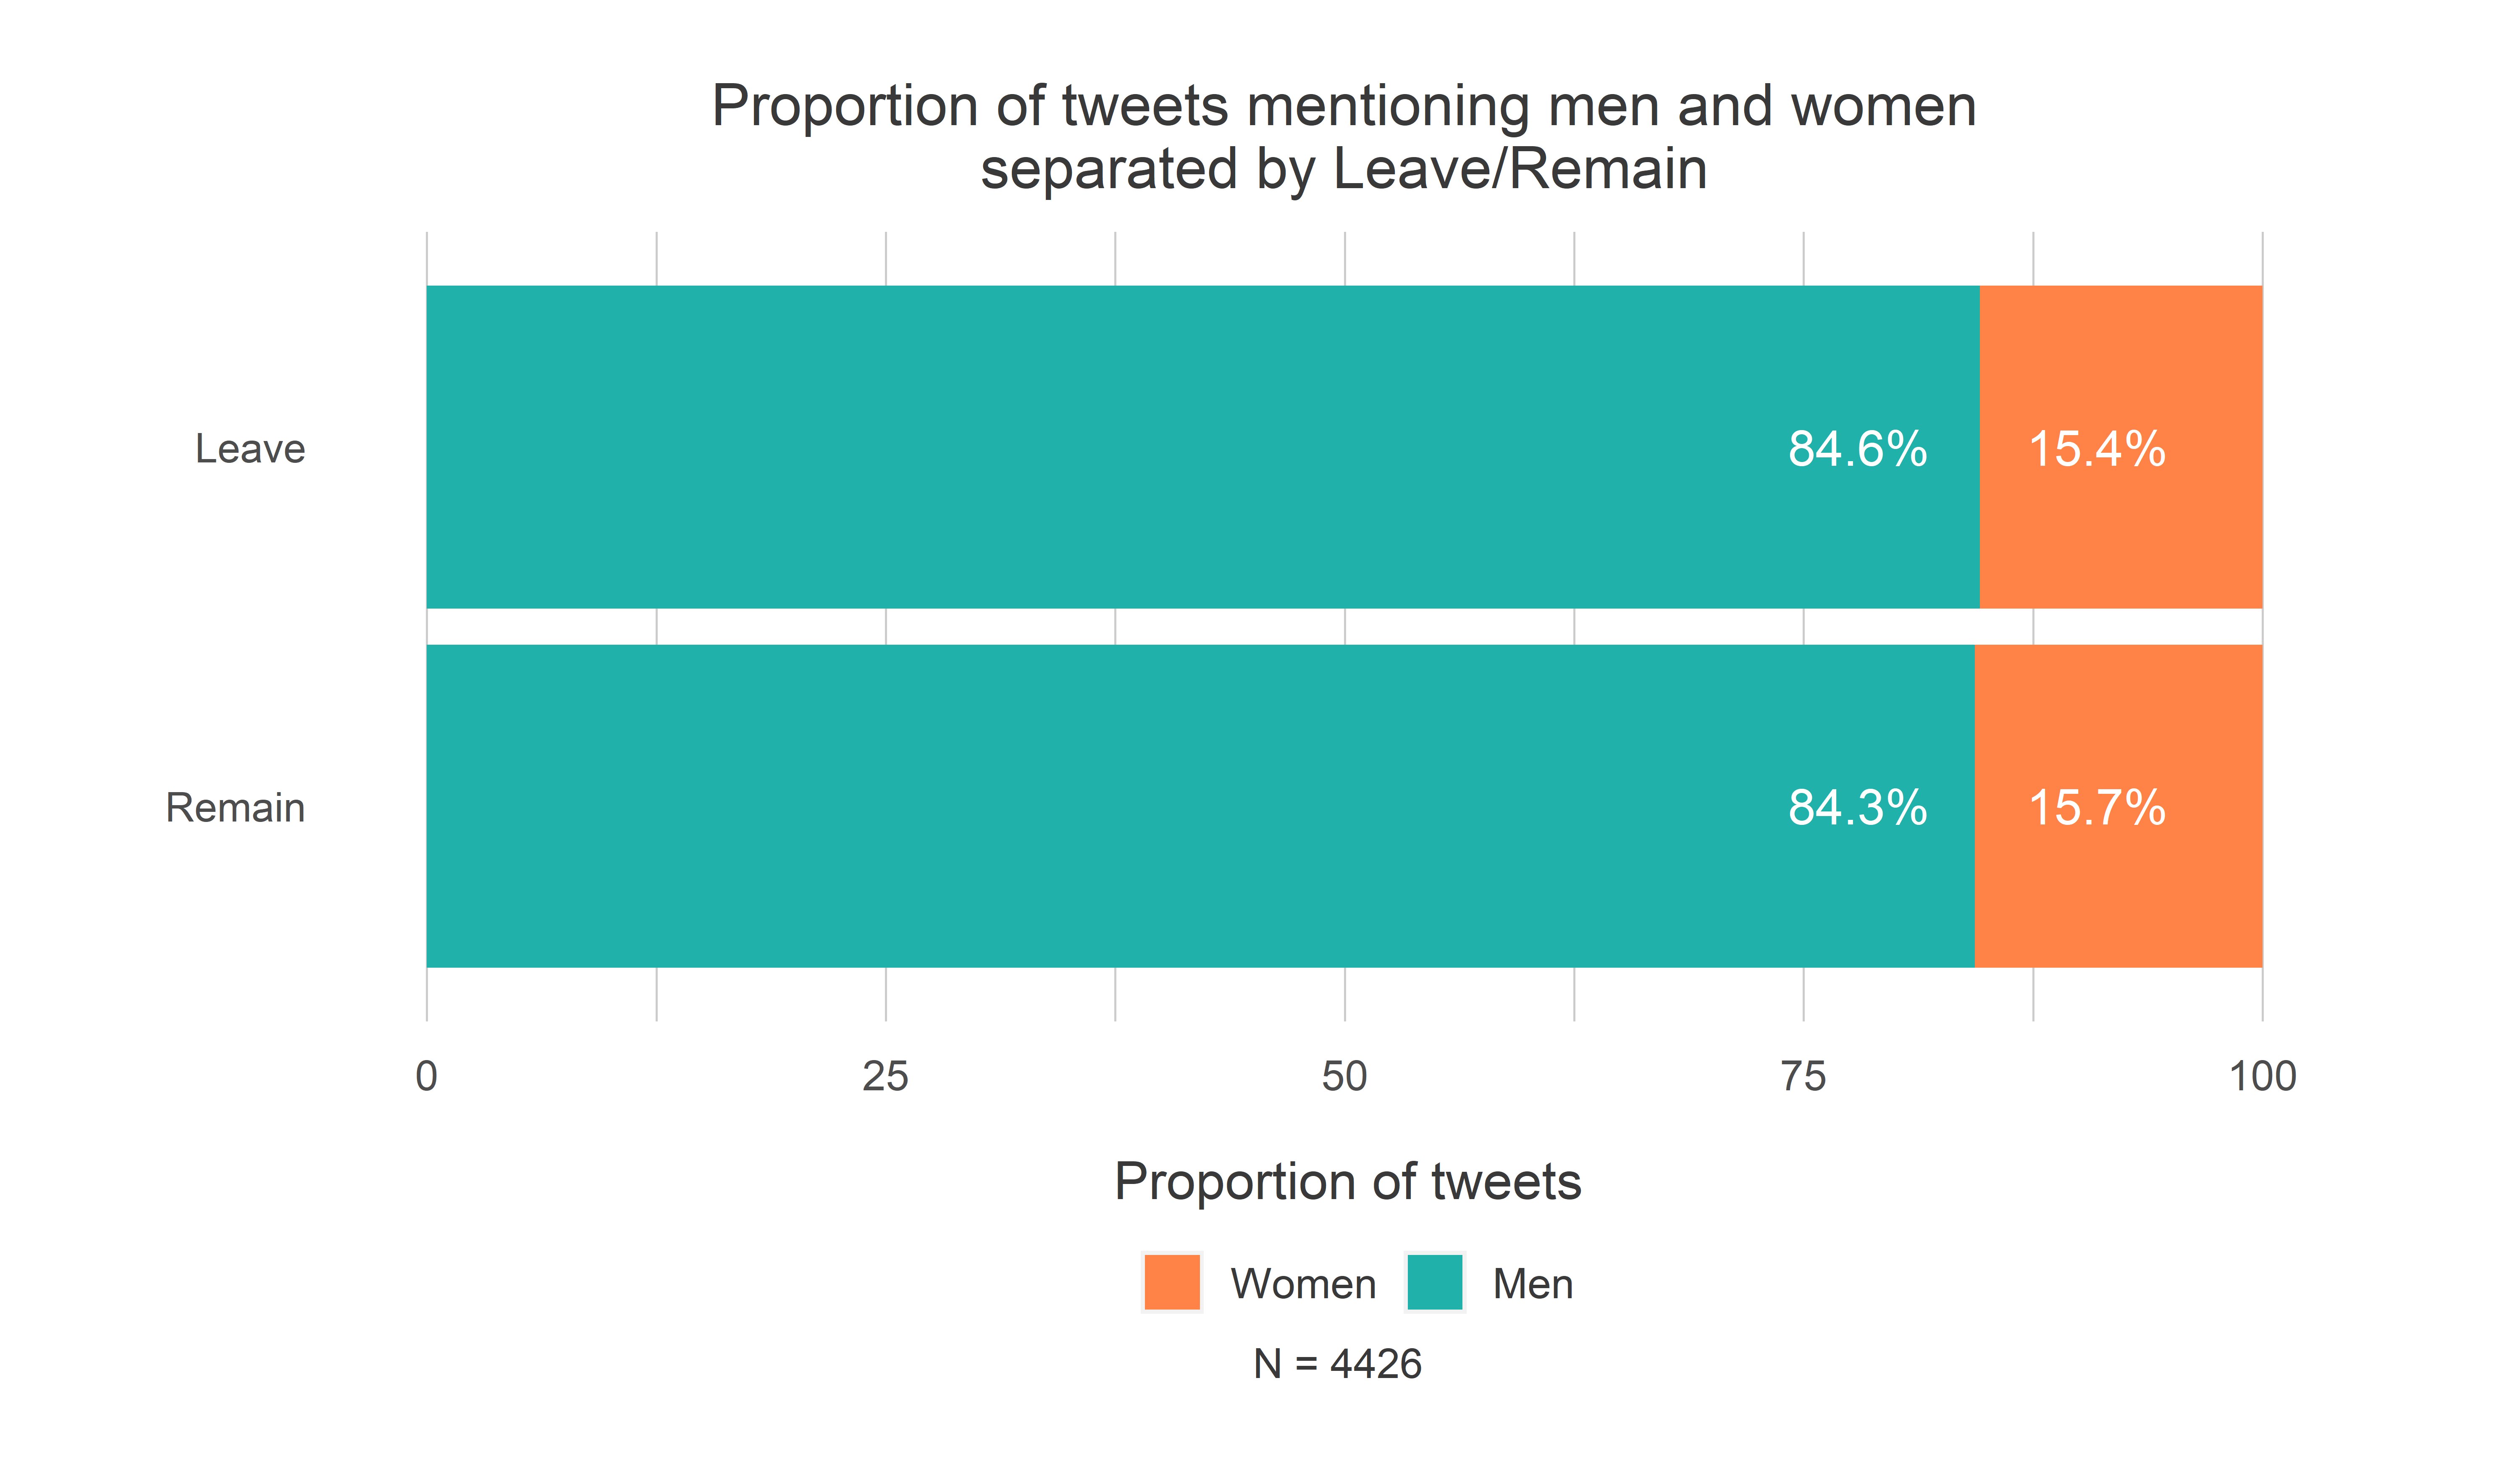 Proportion of tweets mentioning men and women
separated by Leave/Remain
Leave
84.6%
15.4%
Remain
84.3%
15.7%
0
25
50
75
100
Proportion of tweets
Women
Men
N = 4426